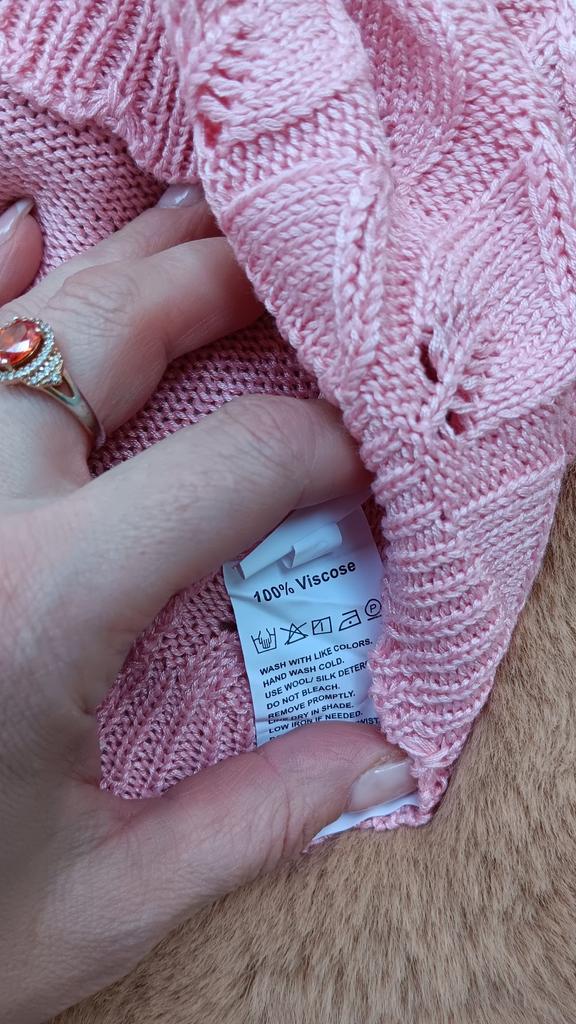 100% Viscose
P
WASH WITH LIKE COLORS.
HAND WASH COLD.
USE WOOL/ SILK
DO NOT BLEACH.
REMOVE PROMPTLY.
LINE DRY IN SHADE.
LOW IRON IF NEEDED.